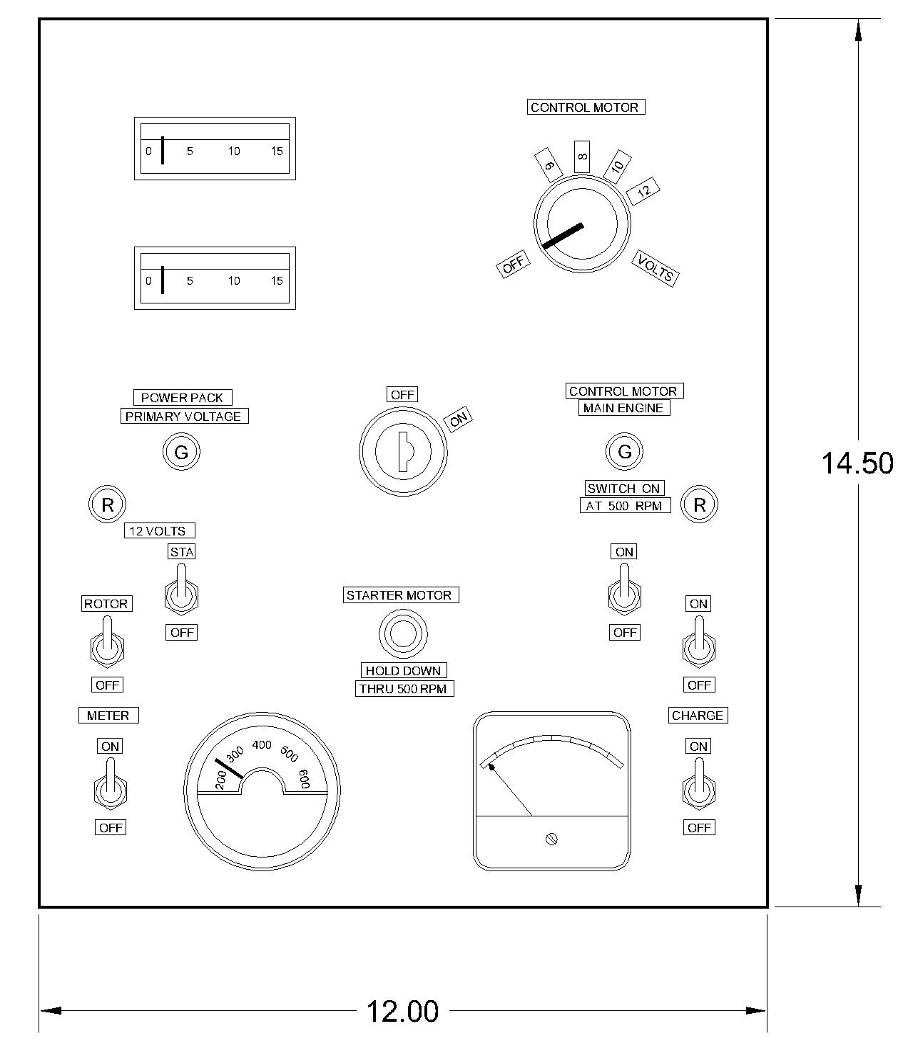 CONTROL MOTOR
0 5 10 15
6 8 10 12
OFF
VOLTS
0 5 10 15
POWER PACK
PRIMARY VOLTAGE
G
R
12 VOLTS
STA
OFF
ROTOR
OFF
METER
ON
OFF
OFF
ON
STARTER MOTOR
HOLD DOWN
THRU 500 RPM
CONTROL MOTOR
MAIN ENGINE
G
SWITCH ON
AT 500 RPM
R
ON
OFF
ON
OFF
CHARGE
ON
OFF
200 300 400 600 600
14.50
12.00